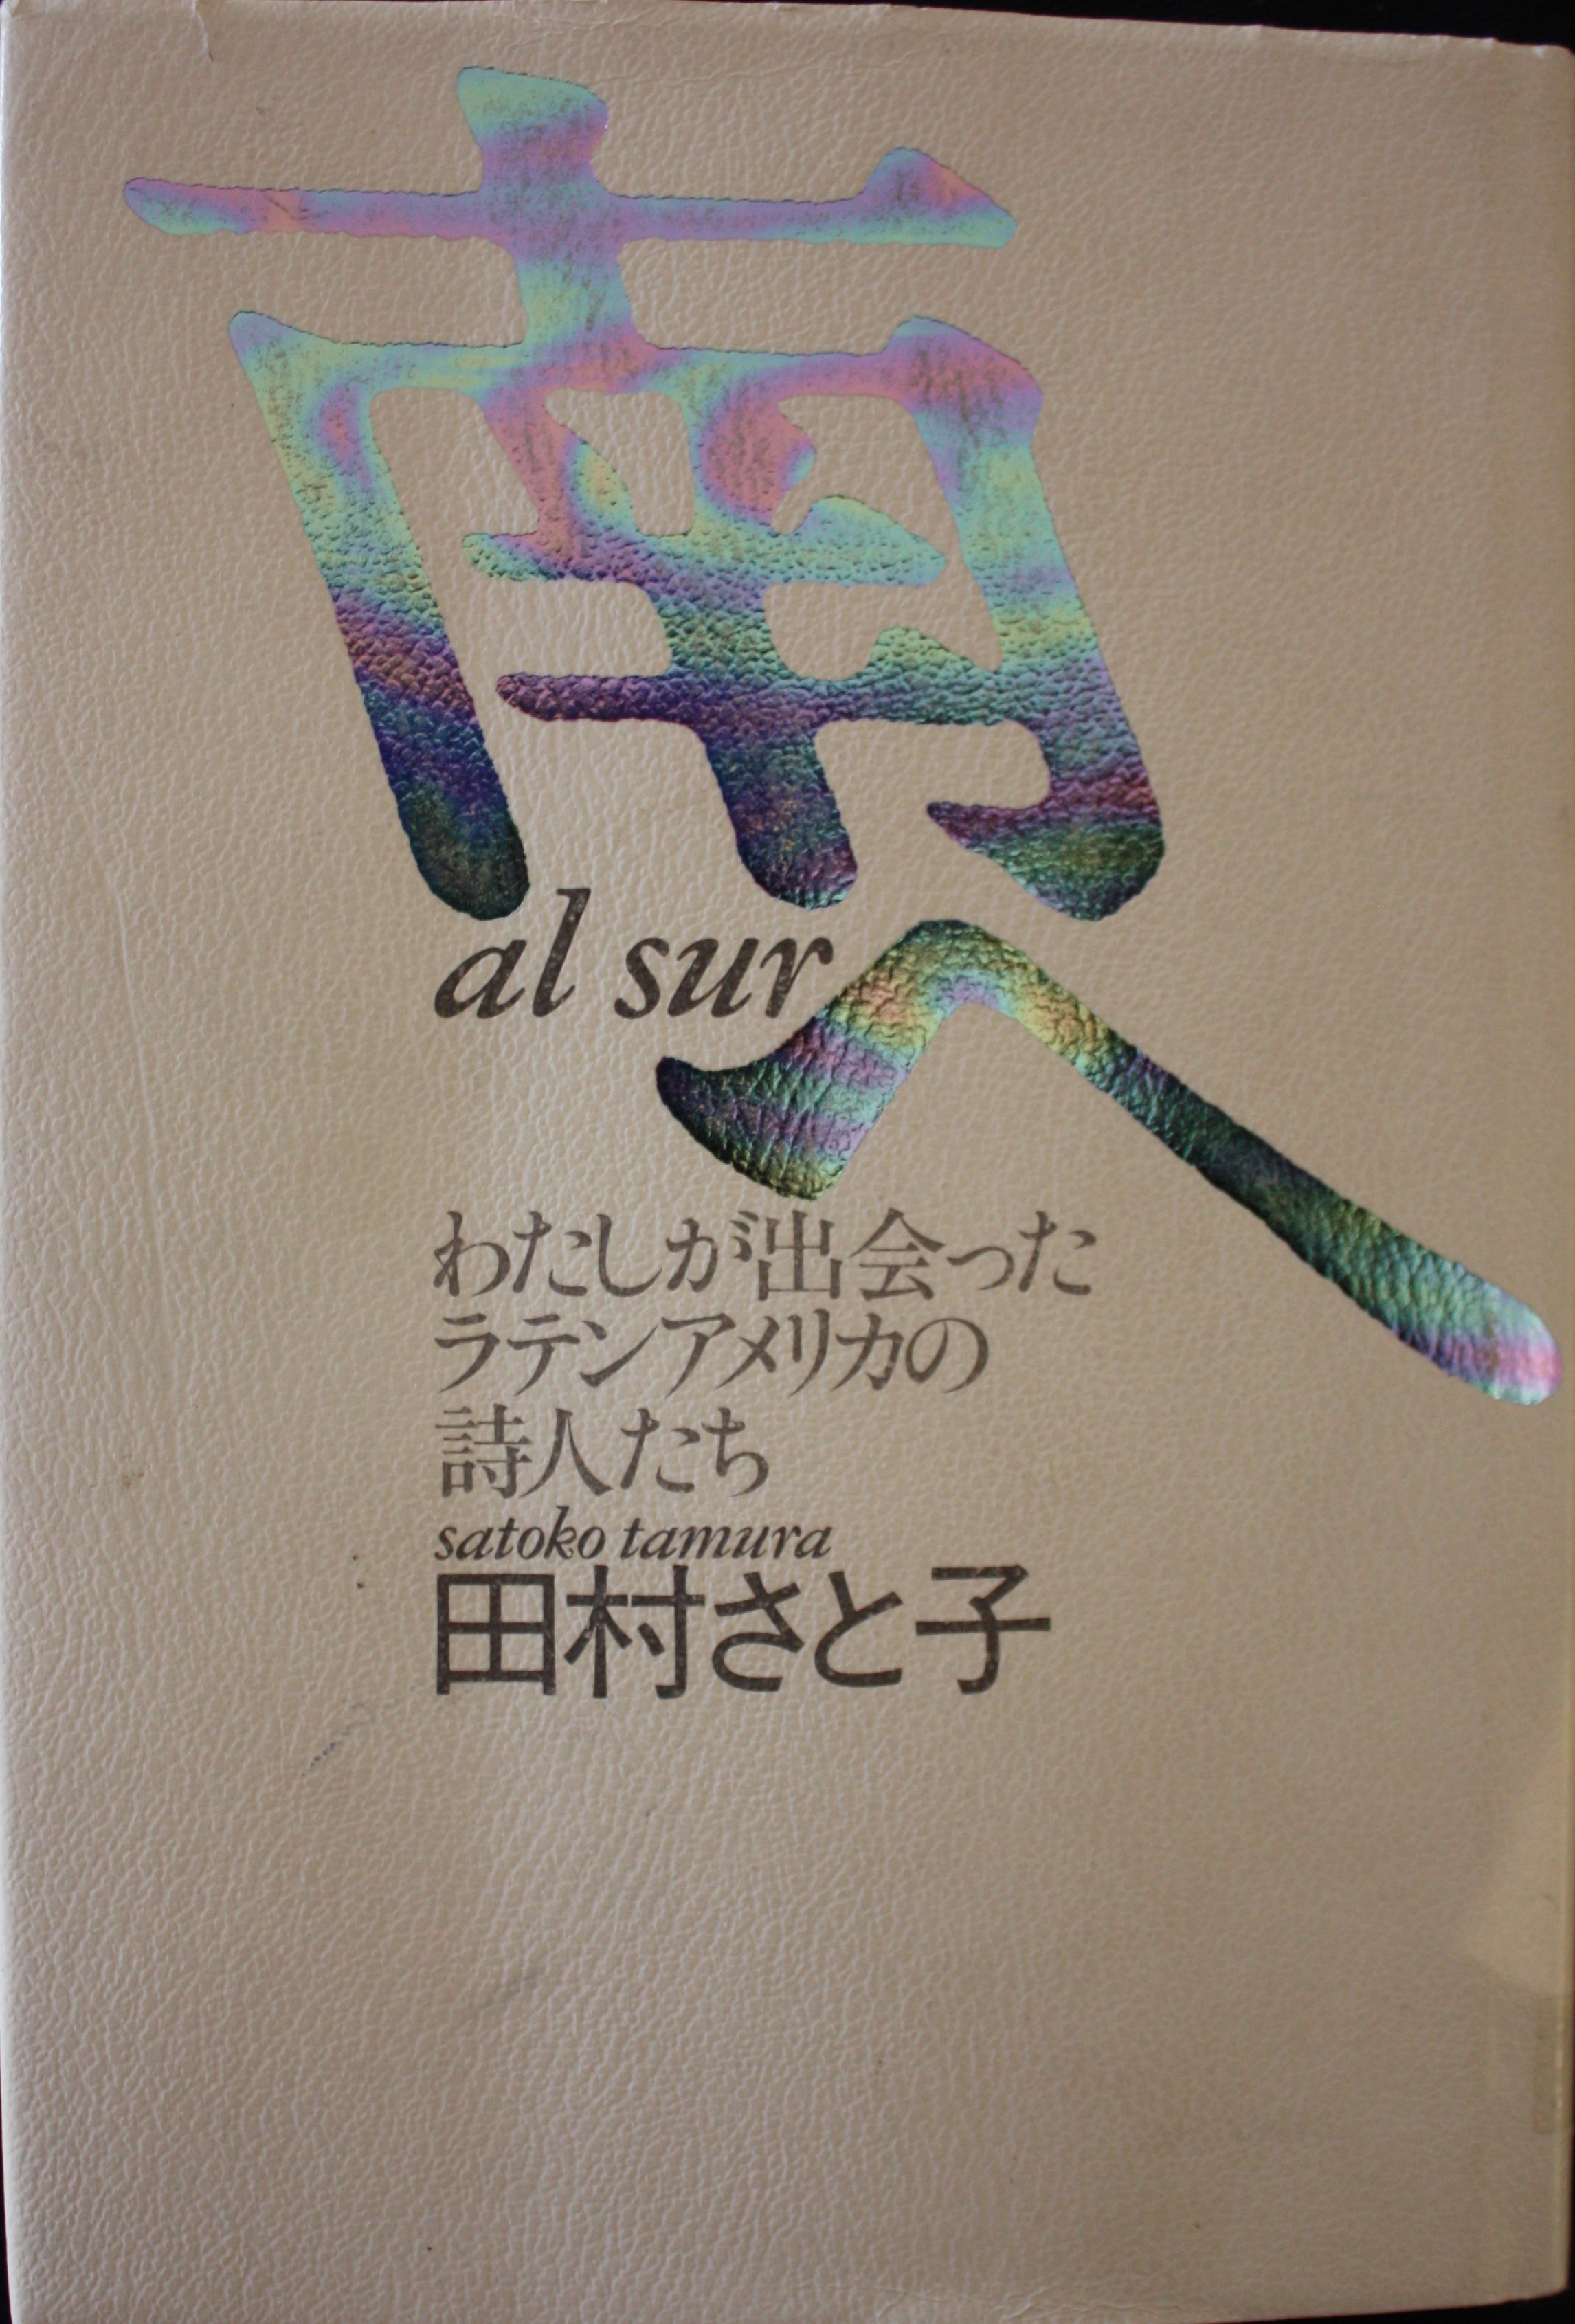 南へ
al sur
わたしが出会った
ラテンアメリカの
詩人たち
satoko tamura
田村さと子